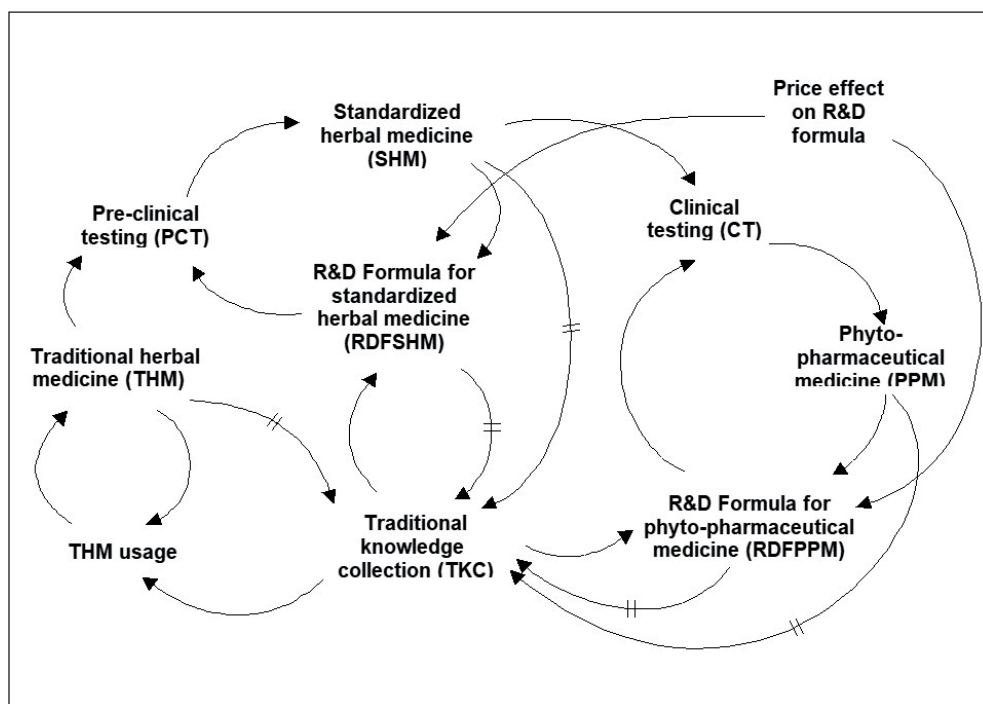 Standardized
herbal medicine
(SHM)
Price effect
on R&D
formula
Pre-clinical
testing (PCT)
Clinical
testing (CT)
R&D Formula for
standardized
herbal medicine
(RDFSHM)
Traditional herbal
medicine (THM)
Phyto-
pharmaceutical
medicine (PPM)
THM usage
Traditional
knowledge
collection (TKC)
R&D Formula for
phyto-pharmaceutical
medicine (RDFPPM)